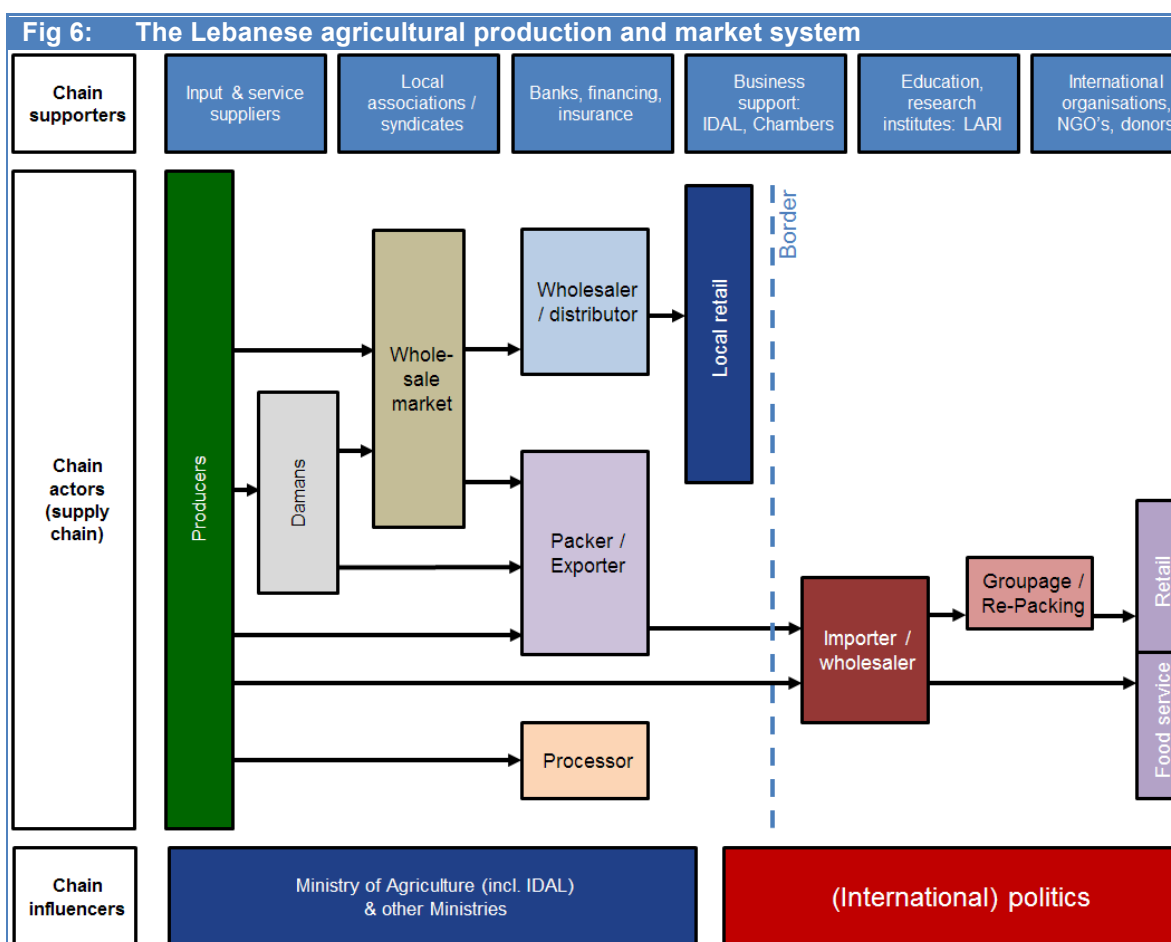 Fig 6: The Lebanese agricultural production and market system
Chain
supporters
Input & service
suppliers
Local
associations /
syndicates
Banks, financing,
insurance
Business
support:
IDAL, Chambers
Education,
research
institutes: LARI
International
organisations,
NGO's, donors
Chain
actors
(supply
chain)
Producers
Damans
Whole-
sale
market
Wholesaler
/ distributor
Packer /
Exporter
Processor
Local retail
Border
Importer /
wholesaler
Groupage /
Re-Packing
Retail
Food service
Chain
influencers
Ministry of Agriculture (incl. IDAL)
& other Ministries
(International) politics